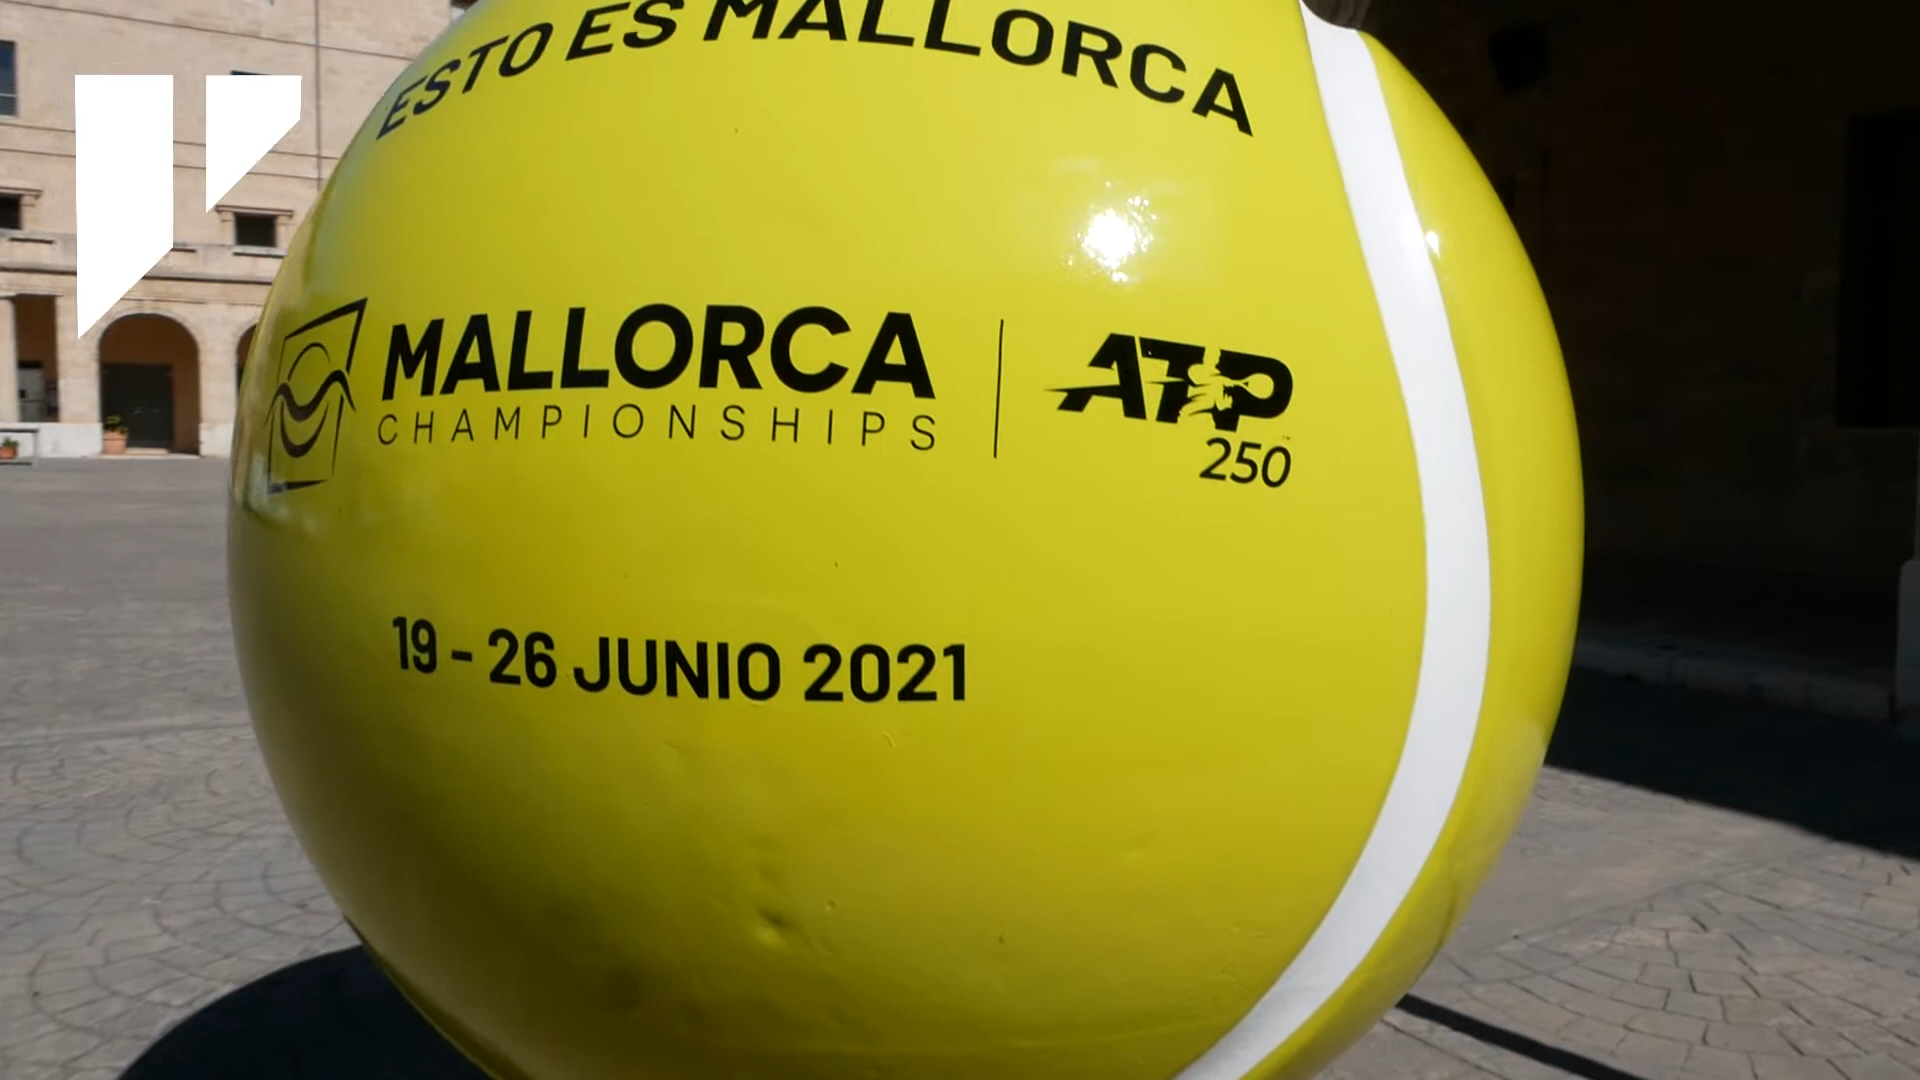 ESTO ES MALLORCA
MALLORCA
CHAMPIONSHIPS
ATP
250
19 - 26 JUNIO 2021